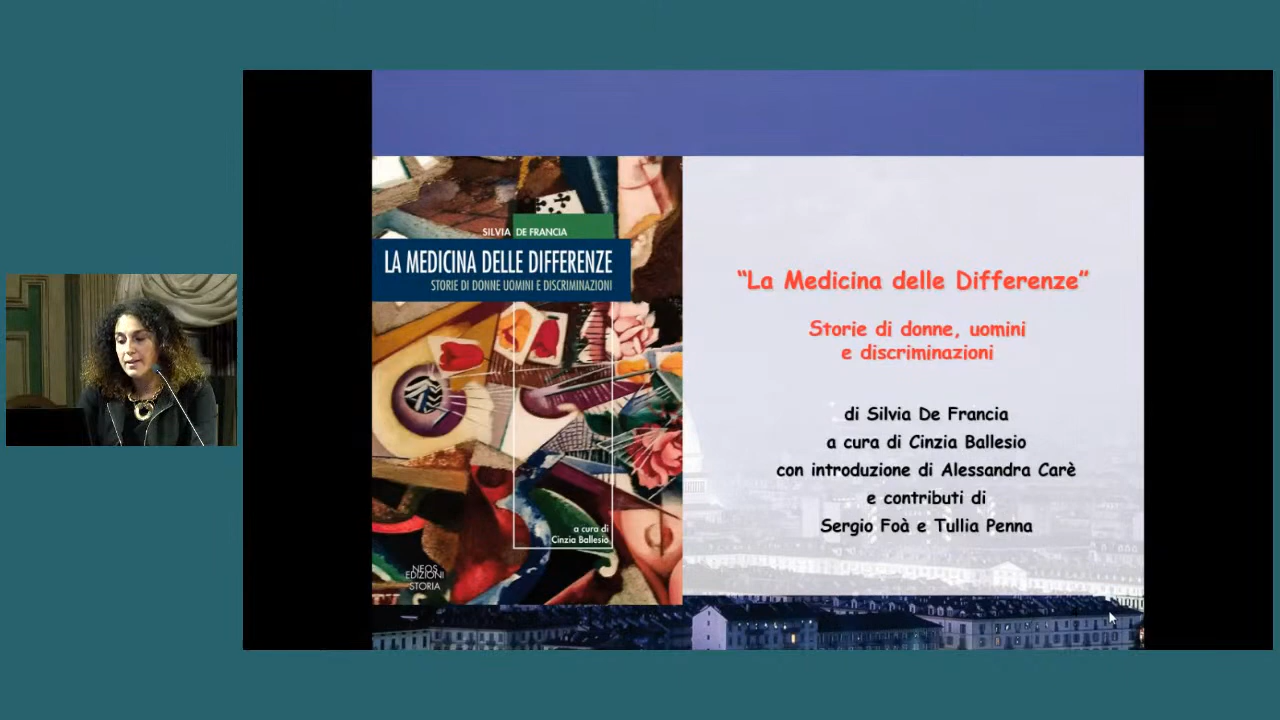 SILVIA DE FRANCIA
LA MEDICINA DELLE DIFFERENZE
STORIE DI DONNE UOMINI E DISCRIMINAZIONI
a cura di
Cinzia Ballesio
NEOS
EDIZIONI
STORIA
“La Medicina delle Differenze”
Storie di donne, uomini
e discriminazioni
di Silvia De Francia
a cura di Cinzia Ballesio
con introduzione di Alessandra Carè
e contributi di
Sergio Foà e Tullia Penna